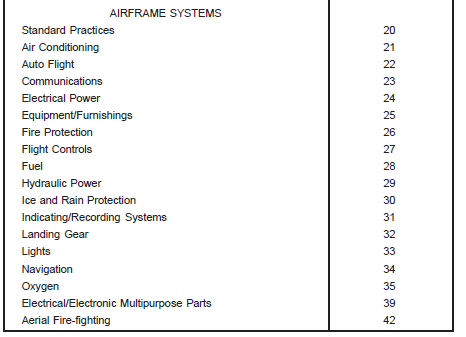 AIRFRAME SYSTEMS
Standard Practices 20
Air Conditioning 21
Auto Flight 22
Communications 23
Electrical Power 24
Equipment/Furnishings 25
Fire Protection 26
Flight Controls 27
Fuel 28
Hydraulic Power 29
Ice and Rain Protection 30
Indicating/Recording Systems 31
Landing Gear 32
Lights 33
Navigation 34
Oxygen 35
Electrical/Electronic Multipurpose Parts 39
Aerial Fire-fighting 42